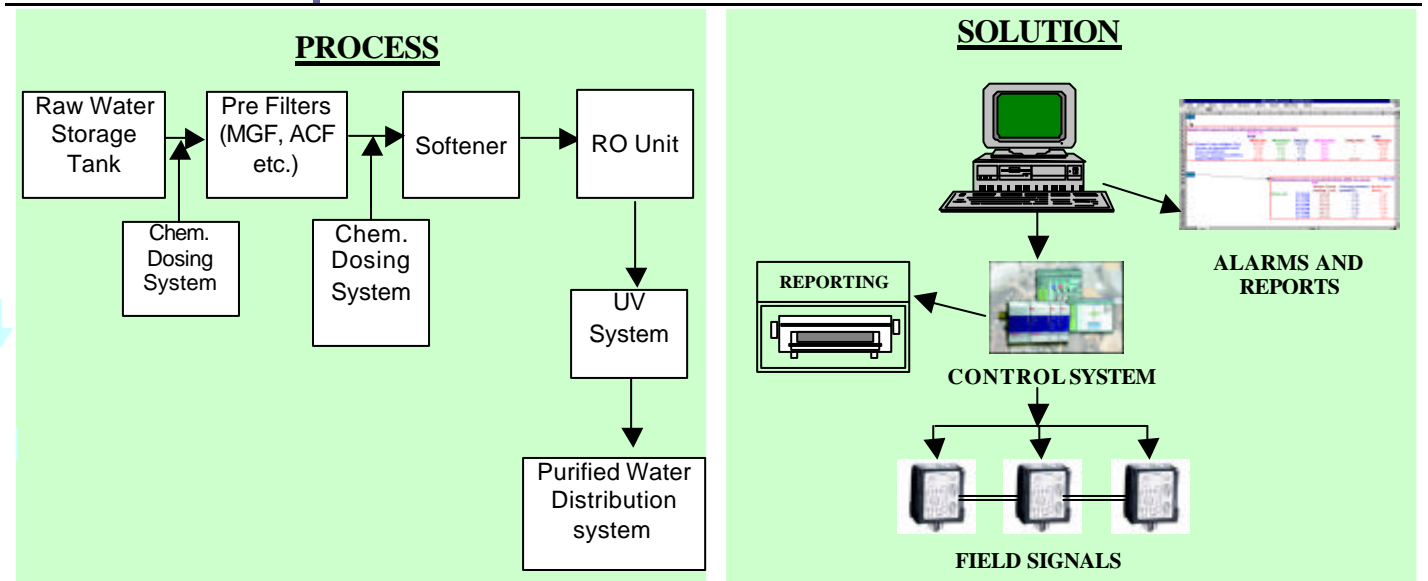 PROCESS
Raw Water
Storage
Tank
Pre Filters
(MGF, ACF
etc.)
Softener
RO Unit
Chem.
Dosing
System
Chem.
Dosing
System
UV
System
Purified Water
Distribution
system
SOLUTION
ALARMS AND
REPORTS
REPORTING
CONTROL SYSTEM
FIELD SIGNALS